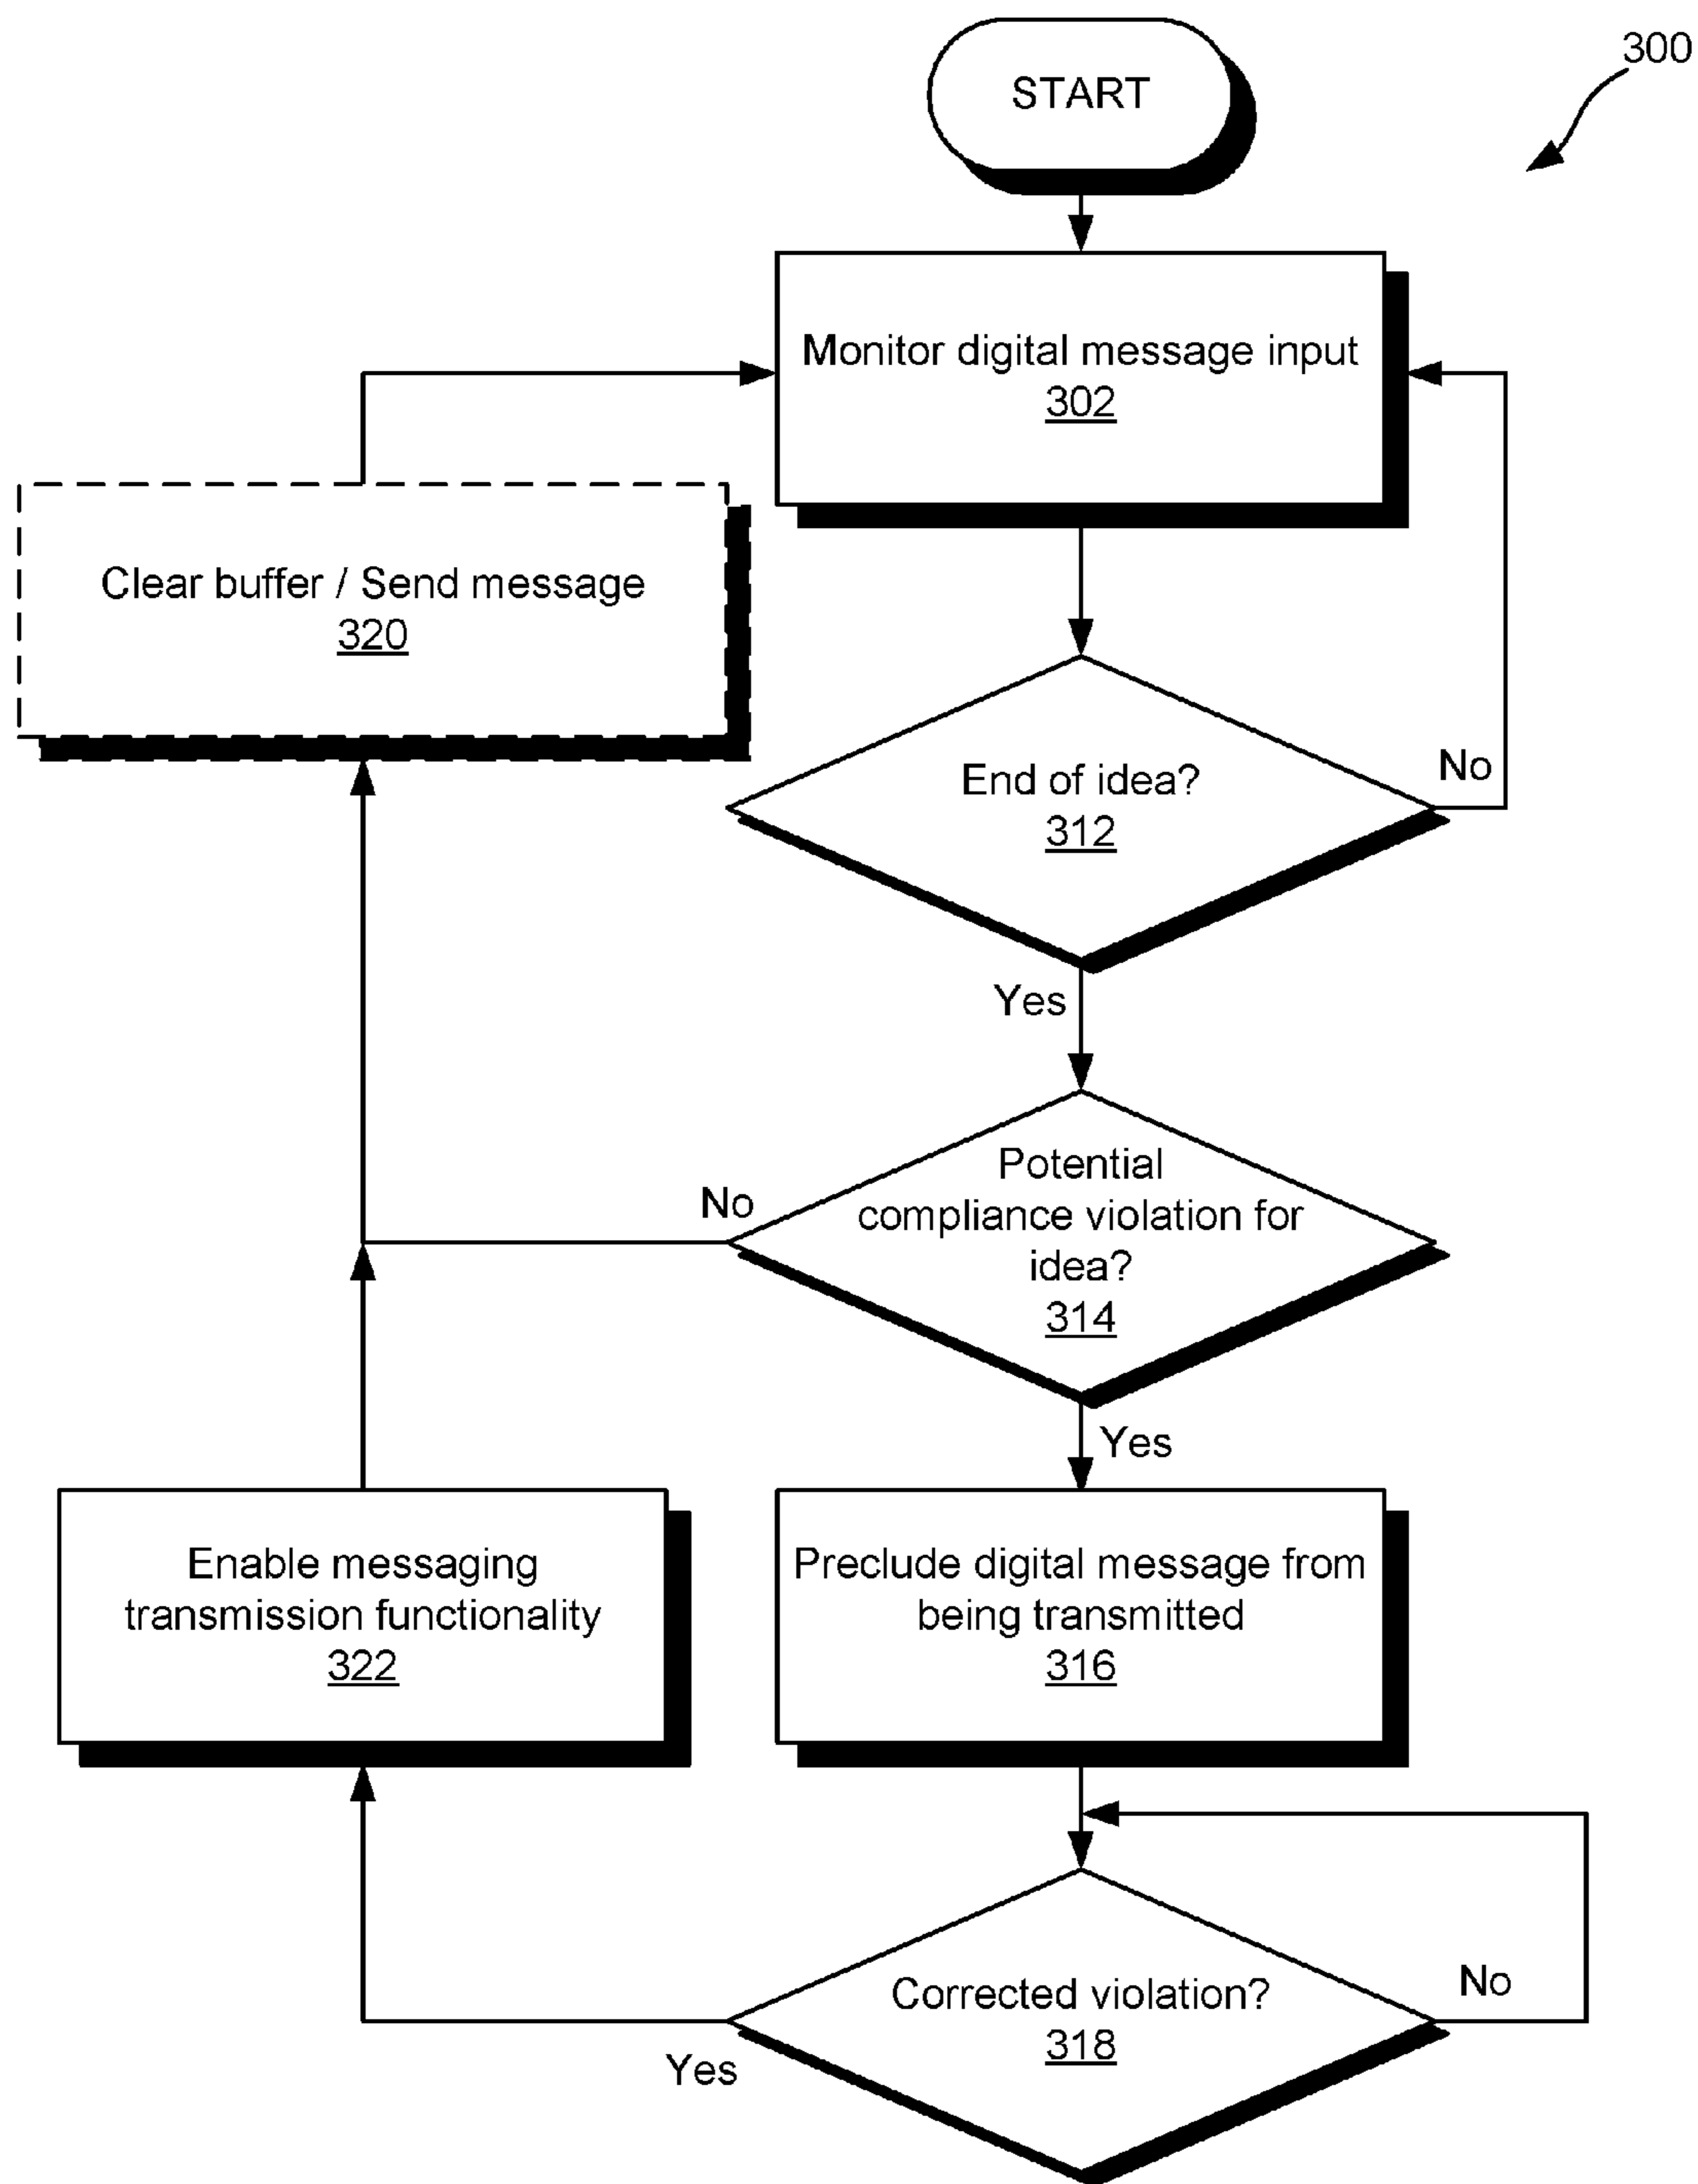 START
300
Monitor digital message input
302
Clear buffer / Send message
320
End of idea?
312
No
Yes
Potential
compliance violation for
idea?
314
No
Yes
Enable messaging
transmission functionality
322
Preclude digital message from
being transmitted
316
Corrected violation?
318
No
Yes